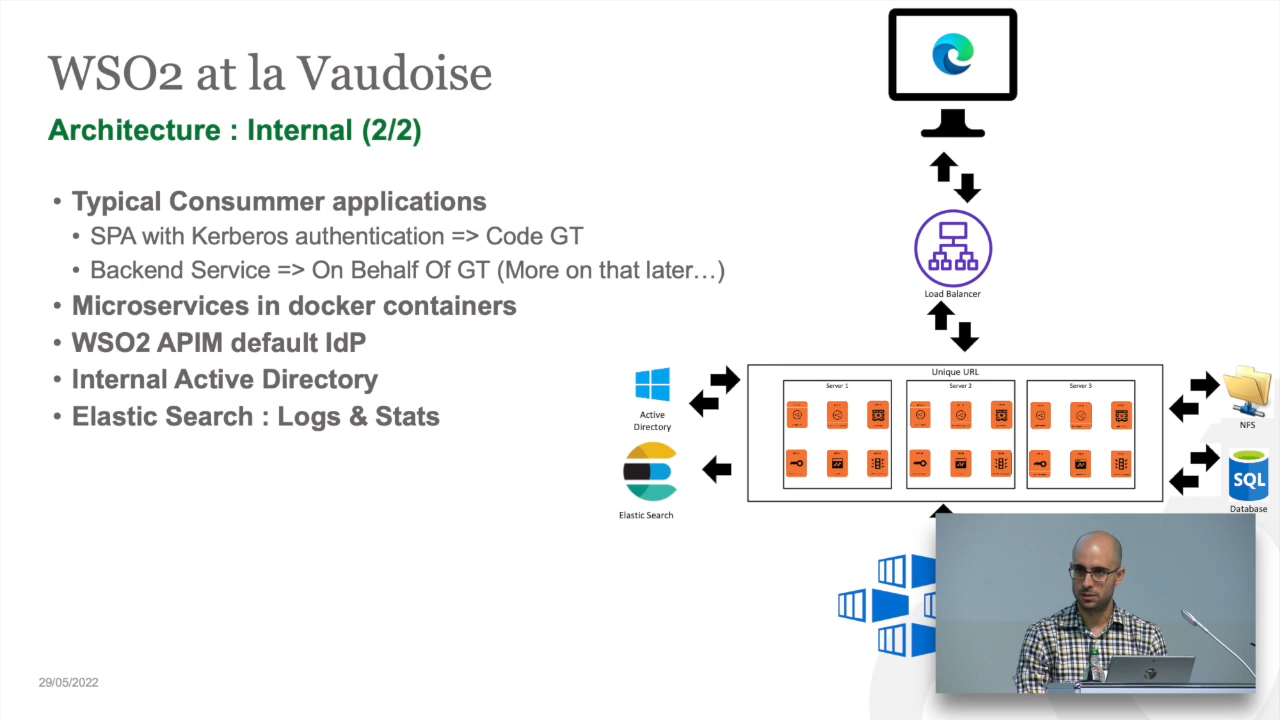 WSO2 at la Vaudoise
Architecture : Internal (2/2)
• Typical Consummer applications
• SPA with Kerberos authentication => Code GT
• Backend Service => On Behalf Of GT (More on that later…)
• Microservices in docker containers
• WSO2 APIM default IdP
• Internal Active Directory
• Elastic Search : Logs & Stats
Load Balancer
Unique URL
Server 1
Server 2
Server 3
Active
Directory
Elastic Search
NFS
SQL
Database
29/05/2022